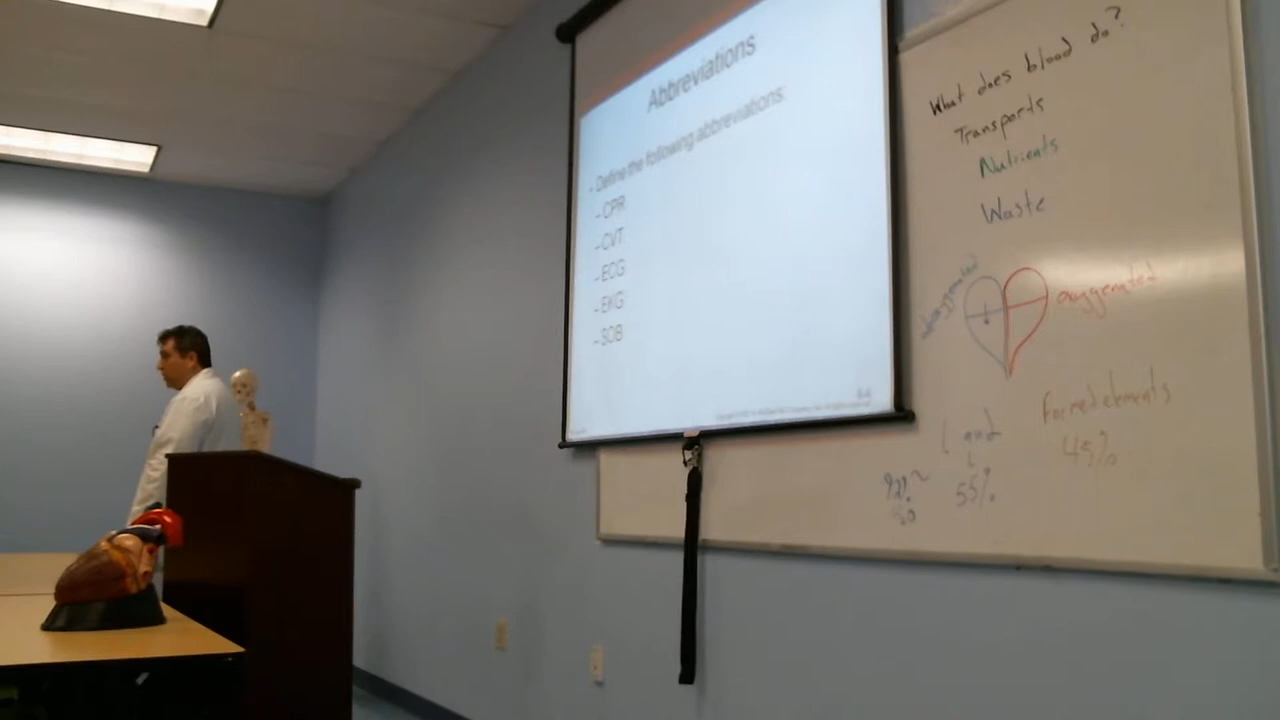 Abbreviations
- Define the following abbreviations:
- CPR
- CVT
- ECG
- EKG
- SOB
What does blood do?
Transports
Nutrients
Waste
oxygenated
Formed elements
45%
55%